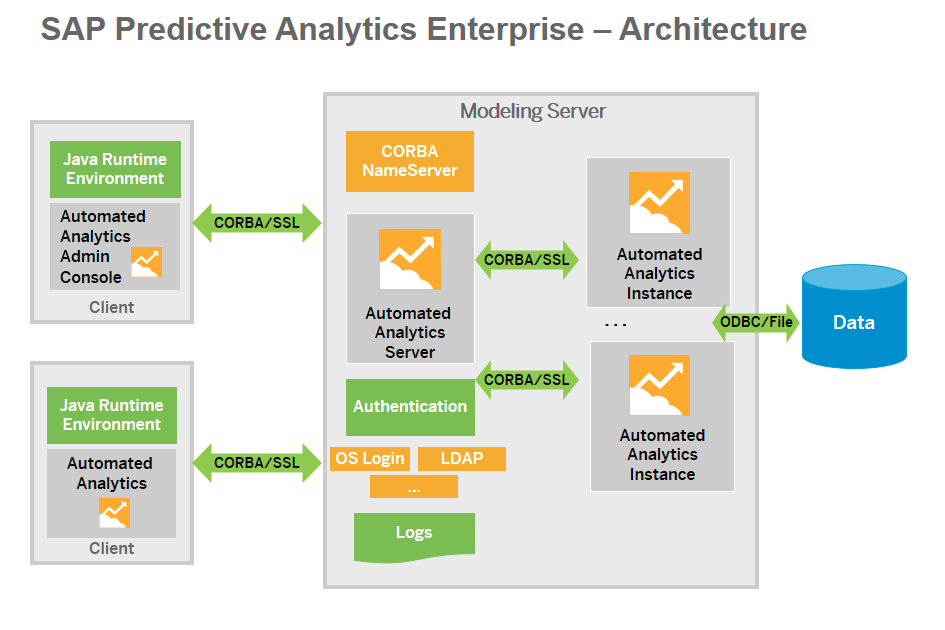 SAP Predictive Analytics Enterprise – Architecture
Java Runtime
Environment
Automated
Analytics
Admin
Console
Client
CORBA/SSL
Java Runtime
Environment
Automated
Analytics
Client
CORBA/SSL
Modeling Server
CORBA
NameServer
Automated
Analytics
Server
Authentication
OS Login
LDAP
...
Logs
CORBA/SSL
CORBA/SSL
Automated
Analytics
Instance
...
Automated
Analytics
Instance
ODBC/File
Data